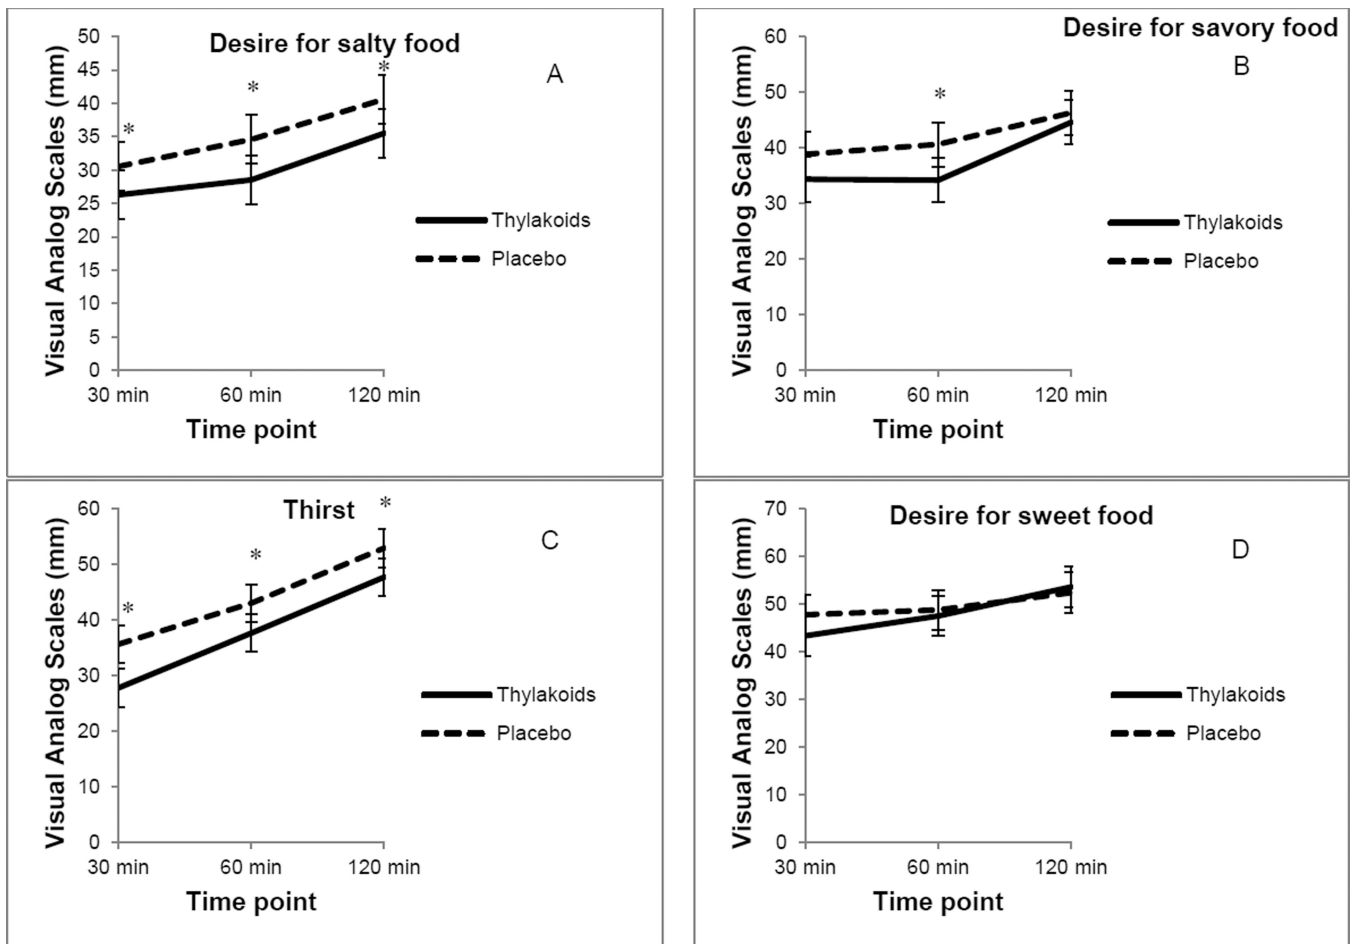 Desire for salty food
A
Visual Analog Scales (mm)
50
45
40
35
30
25
20
15
10
5
0
*
*
*
Thylakoids
Placebo
30 min
60 min
120 min
Time point
Desire for savory food
B
Visual Analog Scales (mm)
60
50
40
30
20
10
0
*
Thylakoids
Placebo
30 min
60 min
120 min
Time point
Thirst
C
Visual Analog Scales (mm)
60
50
40
30
20
10
0
*
*
*
Thylakoids
Placebo
30 min
60 min
120 min
Time point
Desire for sweet food
D
Visual Analog Scales (mm)
70
60
50
40
30
20
10
0
Thylakoids
Placebo
30 min
60 min
120 min
Time point